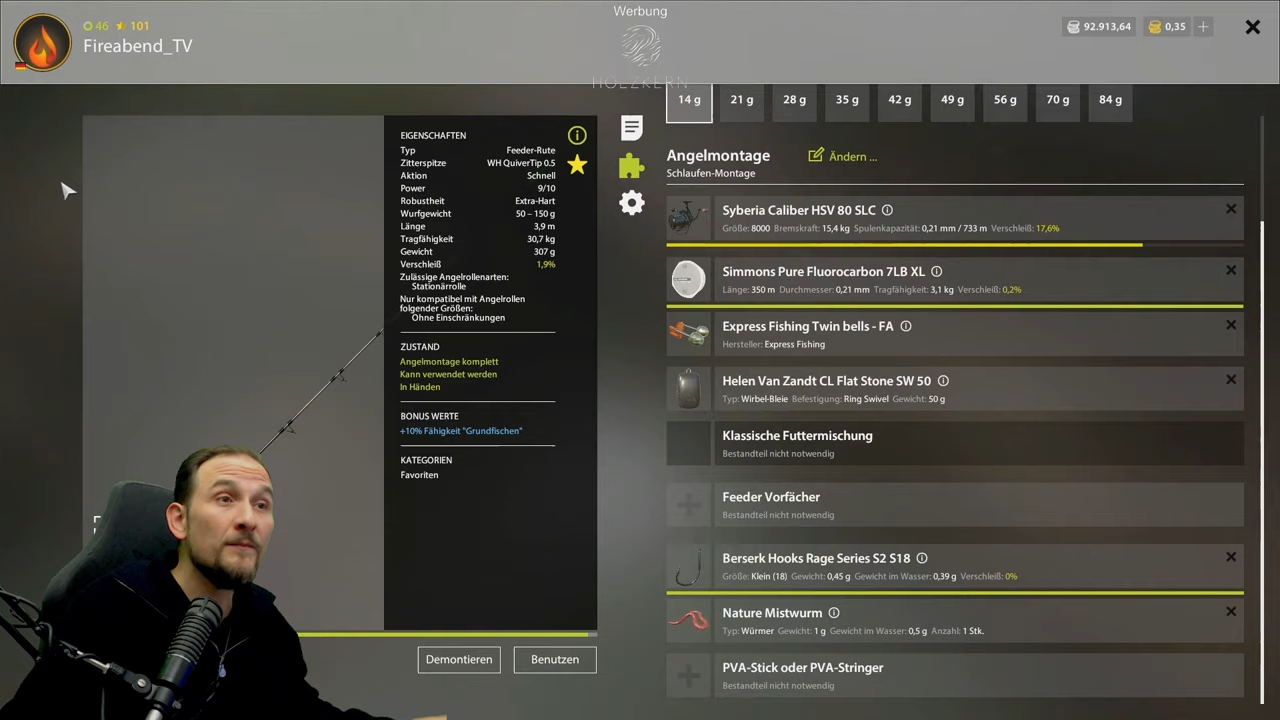 Werbung
HOLZKERN
46 101
Fireabend_TV
92.913,64 0,35
14 g 21 g 28 g 35 g 42 g 49 g 56 g 70 g 84 g
EIGENSCHAFTEN
Typ Feeder-Rute
Zitterspitze WH QuiverTip 0.5
Aktion Schnell
Power 9/10
Robustheit Extra-Hart
Wurfgewicht 50 – 150 g
Länge 3,9 m
Tragfähigkeit 30,7 kg
Gewicht 307 g
Verschleiß 1,9%
Zulässige Angelrollenarten:
Stationärrolle
Nur kompatibel mit Angelrollen
folgender Größen:
Ohne Einschränkungen
ZUSTAND
Angelmontage komplett
Kann verwendet werden
In Händen
BONUS WERTE
+10% Fähigkeit "Grundfischen"
KATEGORIEN
Favoriten
Demontieren Benutzen
Angelmontage Ändern ...
Schlaufen-Montage
Syberia Caliber HSV 80 SLC
Größe: 8000 Bremskraft: 15,4 kg Spulenkapazität: 0,21 mm / 733 m Verschleiß: 17,6%
Simmons Pure Fluorocarbon 7LB XL
Länge: 350 m Durchmesser: 0,21 mm Tragfähigkeit: 3,1 kg Verschleiß: 0,2%
Express Fishing Twin bells - FA
Hersteller: Express Fishing
Helen Van Zandt CL Flat Stone SW 50
Typ: Wirbel-Bleie Befestigung: Ring Swivel Gewicht: 50 g
Klassische Futtermischung
Bestandteil nicht notwendig
Feeder Vorfächer
Bestandteil nicht notwendig
Berserk Hooks Rage Series S2 S18
Größe: Klein (18) Gewicht: 0,45 g Gewicht im Wasser: 0,39 g Verschleiß: 0%
Nature Mistwurm
Typ: Würmer Gewicht: 1 g Gewicht im Wasser: 0,5 g Anzahl: 1 Stk.
PVA-Stick oder PVA-Stringer
Bestandteil nicht notwendig